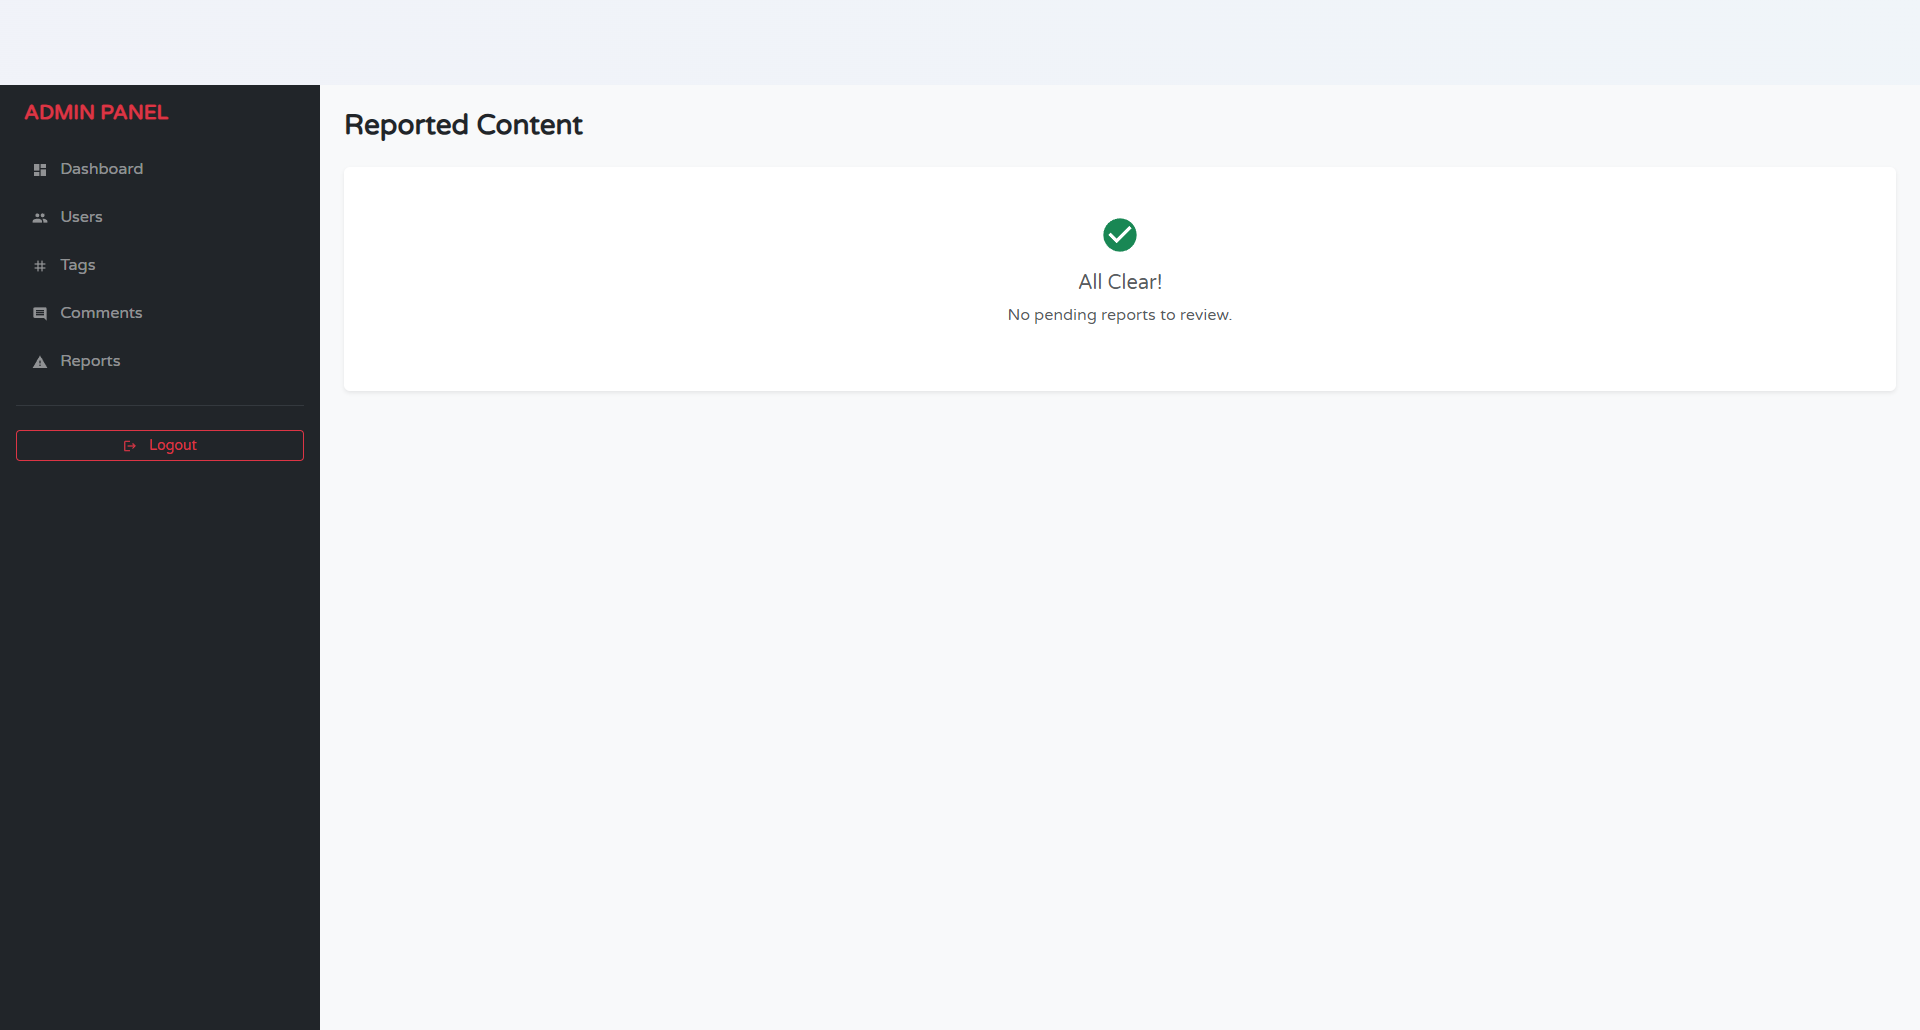 ADMIN PANEL
Dashboard
Users
Tags
Comments
Reports
Logout
Reported Content
All Clear!
No pending reports to review.